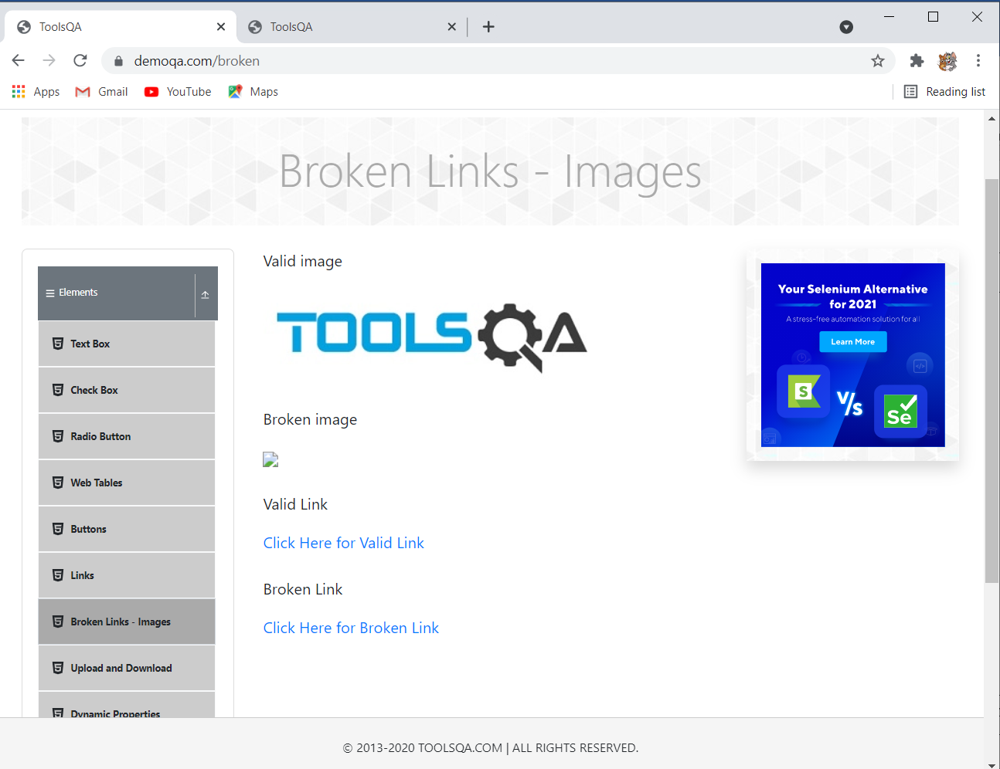 ToolsQA
ToolsQA
demoqa.com/broken
Apps
Gmail
YouTube
Maps
Reading list
Broken Links - Images
Elements
Text Box
Check Box
Radio Button
Web Tables
Buttons
Links
Broken Links - Images
Upload and Download
Dynamic Properties
Valid image
TOOLSQA
Broken image
Valid Link
Click Here for Valid Link
Broken Link
Click Here for Broken Link
Your Selenium Alternative
for 2021
A stress-free automation solution for all
Learn More
S
V/s
Se
© 2013-2020 TOOLSQA.COM | ALL RIGHTS RESERVED.